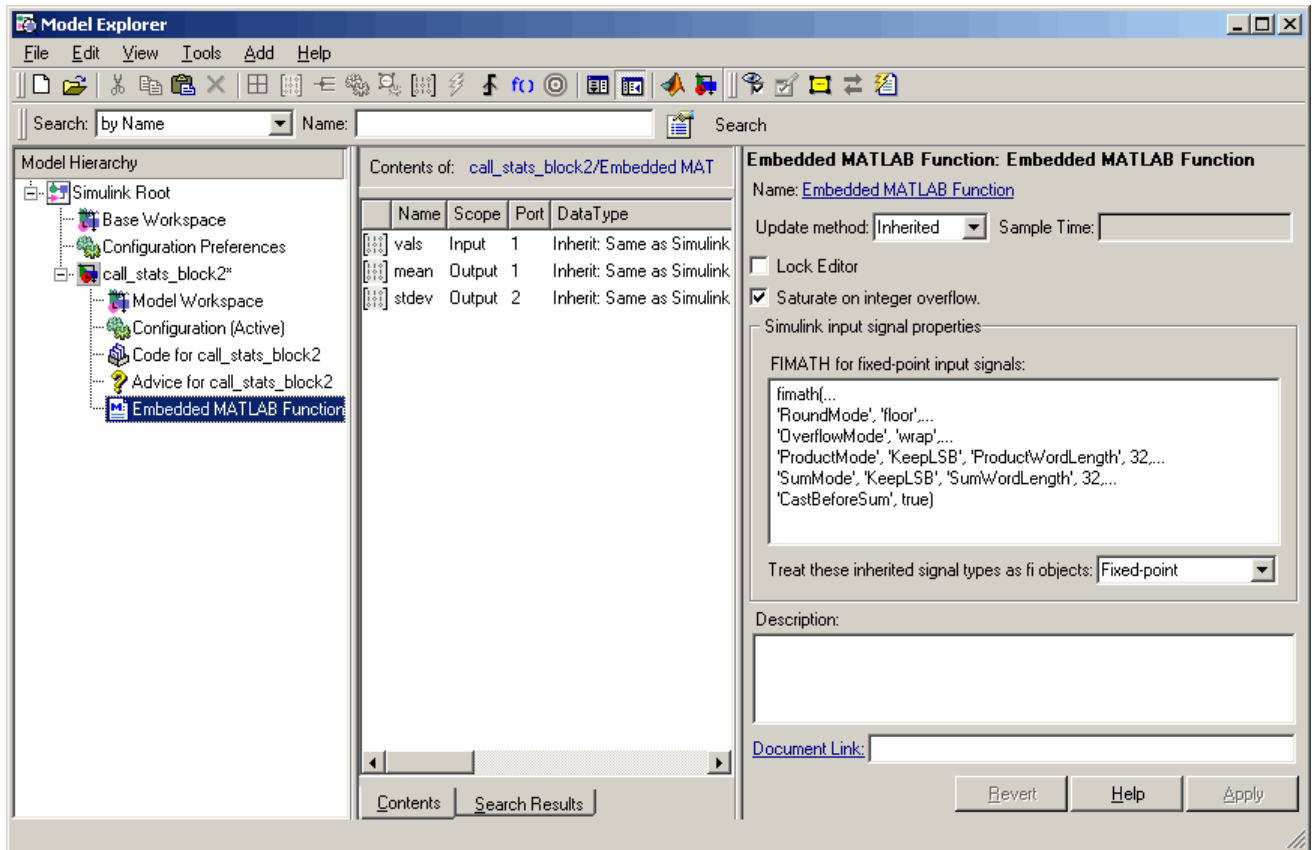 Model Explorer
File Edit View Tools Add Help
f()
Search: by Name Name: Search
Model Hierarchy
Simulink Root
Base Workspace
Configuration Preferences
call_stats_block2*
Model Workspace
Configuration (Active)
Code for call_stats_block2
Advice for call_stats_block2
Embedded MATLAB Function
Contents of: call_stats_block2/Embedded MAT
Name Scope Port DataType
vals Input 1 Inherit: Same as Simulink
mean Output 1 Inherit: Same as Simulink
stdev Output 2 Inherit: Same as Simulink
Contents Search Results
Embedded MATLAB Function: Embedded MATLAB Function
Name: Embedded MATLAB Function
Update method: Inherited Sample Time:
Lock Editor
Saturate on integer overflow.
Simulink input signal properties
FIMATH for fixed-point input signals:
fimath(...
'RoundMode', 'floor',...
'OverflowMode', 'wrap',...
'ProductMode', 'KeepLSB', 'ProductWordLength', 32,...
'SumMode', 'KeepLSB', 'SumWordLength', 32,...
'CastBeforeSum', true)
Treat these inherited signal types as fi objects: Fixed-point
Description:
Document Link:
Revert Help Apply